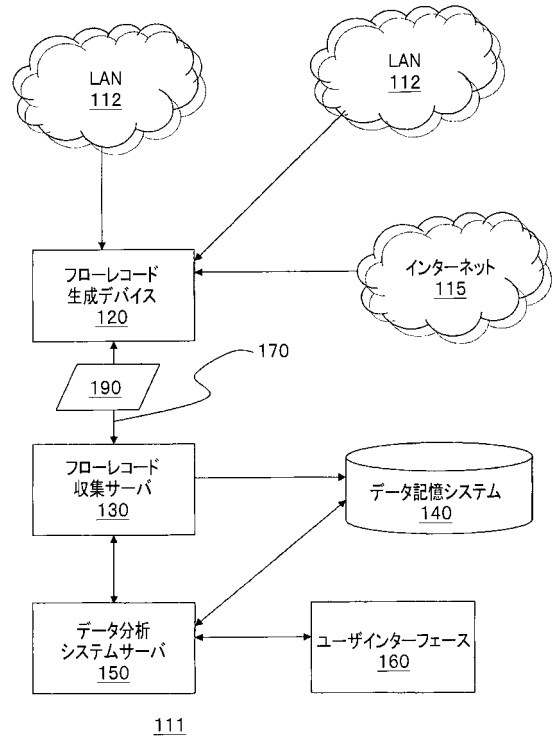 LAN
112
LAN
112
フローレコード
生成デバイス
120
インターネット
115
170
190
フローレコード
収集サーバ
130
データ記憶システム
140
データ分析
システムサーバ
150
ユーザインターフェース
160
111